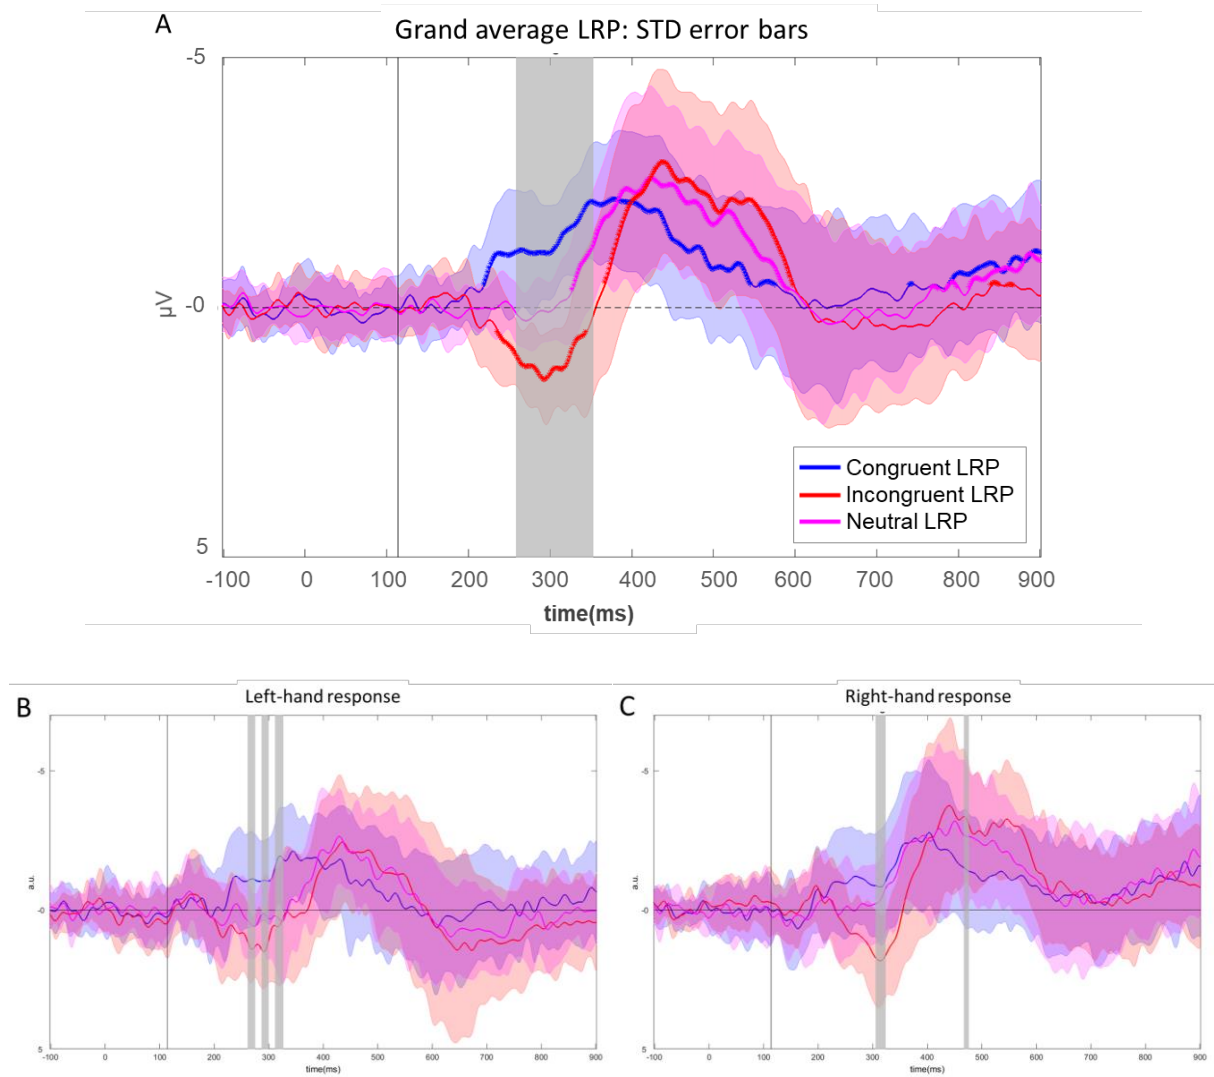 A
Grand average LRP: STD error bars
-5
µV
-0
5
Congruent LRP
Incongruent LRP
Neutral LRP
-100 0 100 200 300 400 500 600 700 800 900
time(ms)
B
Left-hand response
-5
a.u.
-0
5
-100 0 100 200 300 400 500 600 700 800 900
time(ms)
C
Right-hand response
-5
a.u.
-0
5
-100 0 100 200 300 400 500 600 700 800 900
time(ms)